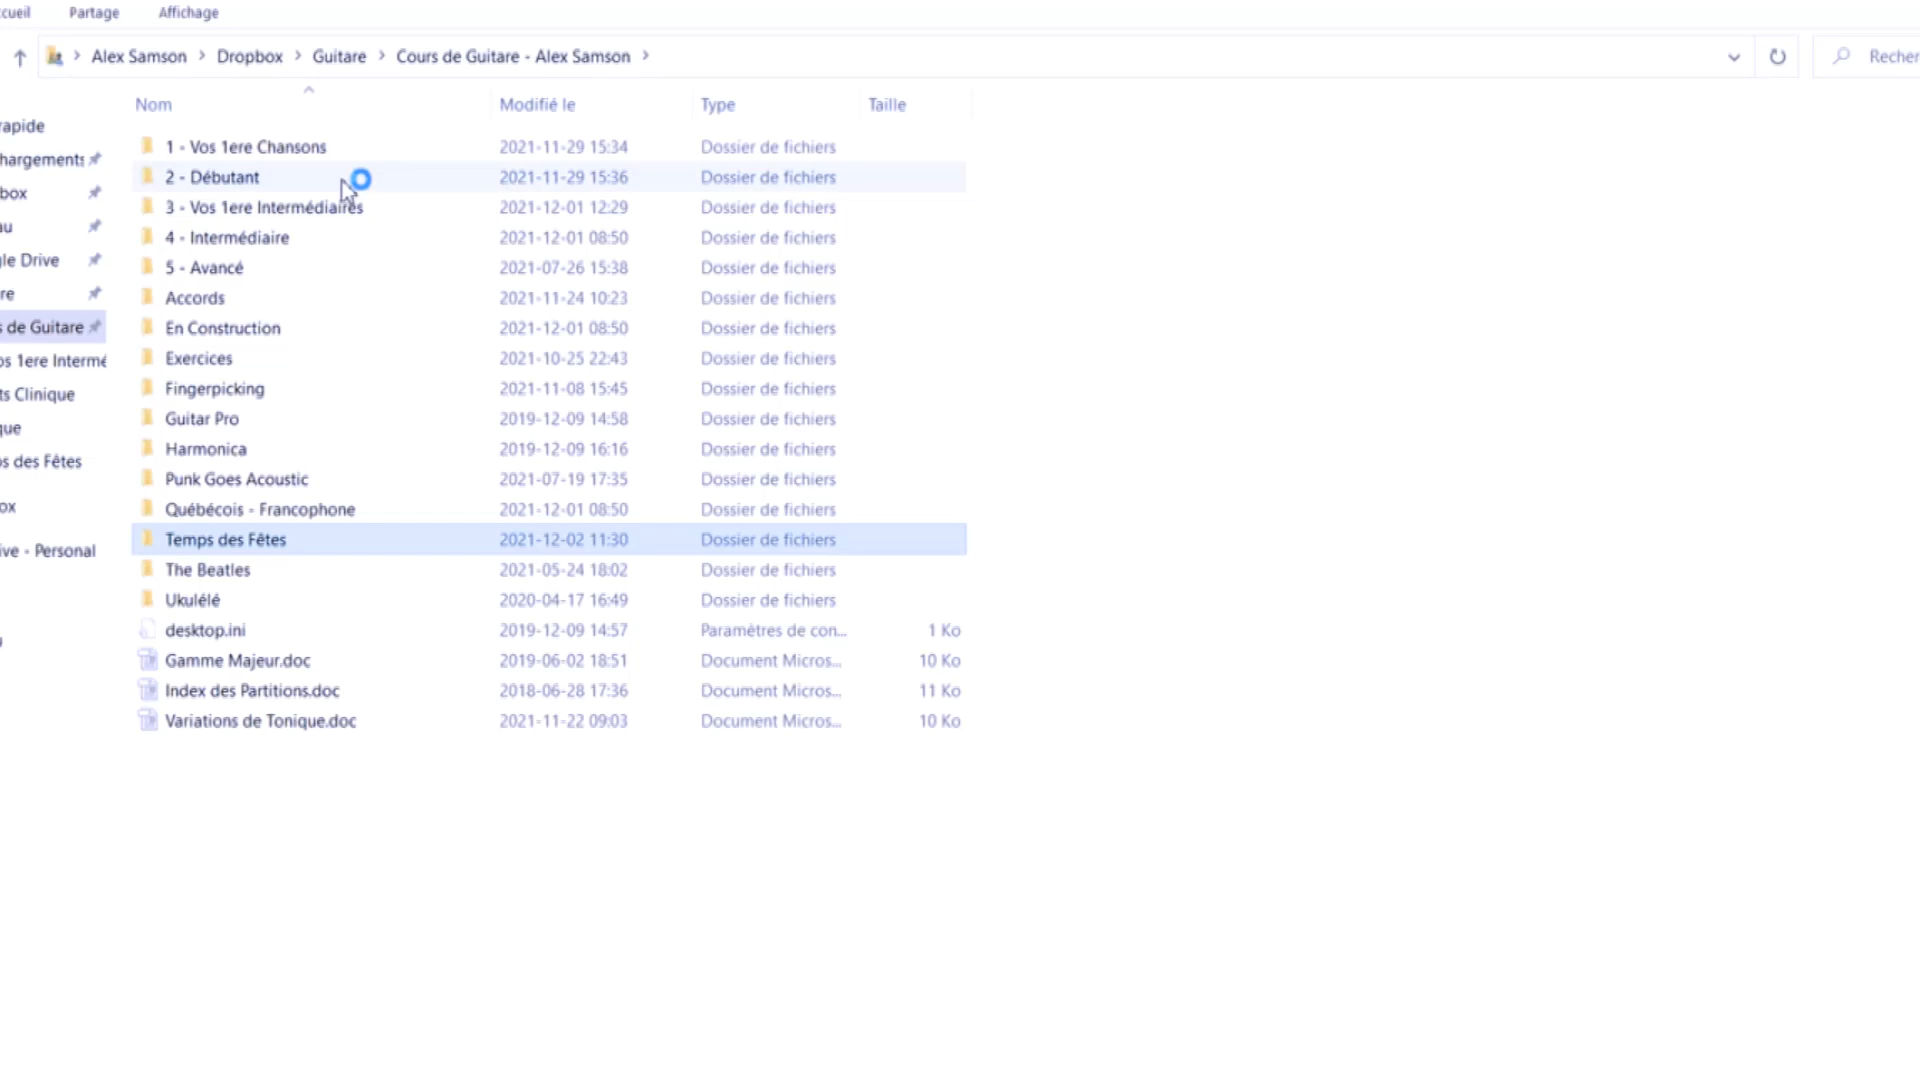 Partage Affichage
Alex Samson > Dropbox > Guitare > Cours de Guitare - Alex Samson >
Nom Modifié le Type Taille
1 - Vos 1ere Chansons 2021-11-29 15:34 Dossier de fichiers
2 - Débutant 2021-11-29 15:36 Dossier de fichiers
3 - Vos 1ere Intermédiaires 2021-12-01 12:29 Dossier de fichiers
4 - Intermédiaire 2021-12-01 08:50 Dossier de fichiers
5 - Avancé 2021-07-26 15:38 Dossier de fichiers
Accords 2021-11-24 10:23 Dossier de fichiers
En Construction 2021-12-01 08:50 Dossier de fichiers
Exercices 2021-10-25 22:43 Dossier de fichiers
Fingerpicking 2021-11-08 15:45 Dossier de fichiers
Guitar Pro 2019-12-09 14:58 Dossier de fichiers
Harmonica 2019-12-09 16:16 Dossier de fichiers
Punk Goes Acoustic 2021-07-19 17:35 Dossier de fichiers
Québécois - Francophone 2021-12-01 08:50 Dossier de fichiers
Temps des Fêtes 2021-12-02 11:30 Dossier de fichiers
The Beatles 2021-05-24 18:02 Dossier de fichiers
Ukulélé 2020-04-17 16:49 Dossier de fichiers
desktop.ini 2019-12-09 14:57 Paramètres de con... 1 Ko
Gamme Majeur.doc 2019-06-02 18:51 Document Micros... 10 Ko
Index des Partitions.doc 2018-06-28 17:36 Document Micros... 11 Ko
Variations de Tonique.doc 2021-11-22 09:03 Document Micros... 10 Ko
rapide
hargements
box
au
gle Drive
re
s de Guitare
os 1ere Intermé
ts Clinique
que
os des Fêtes
ox
ive - Personal